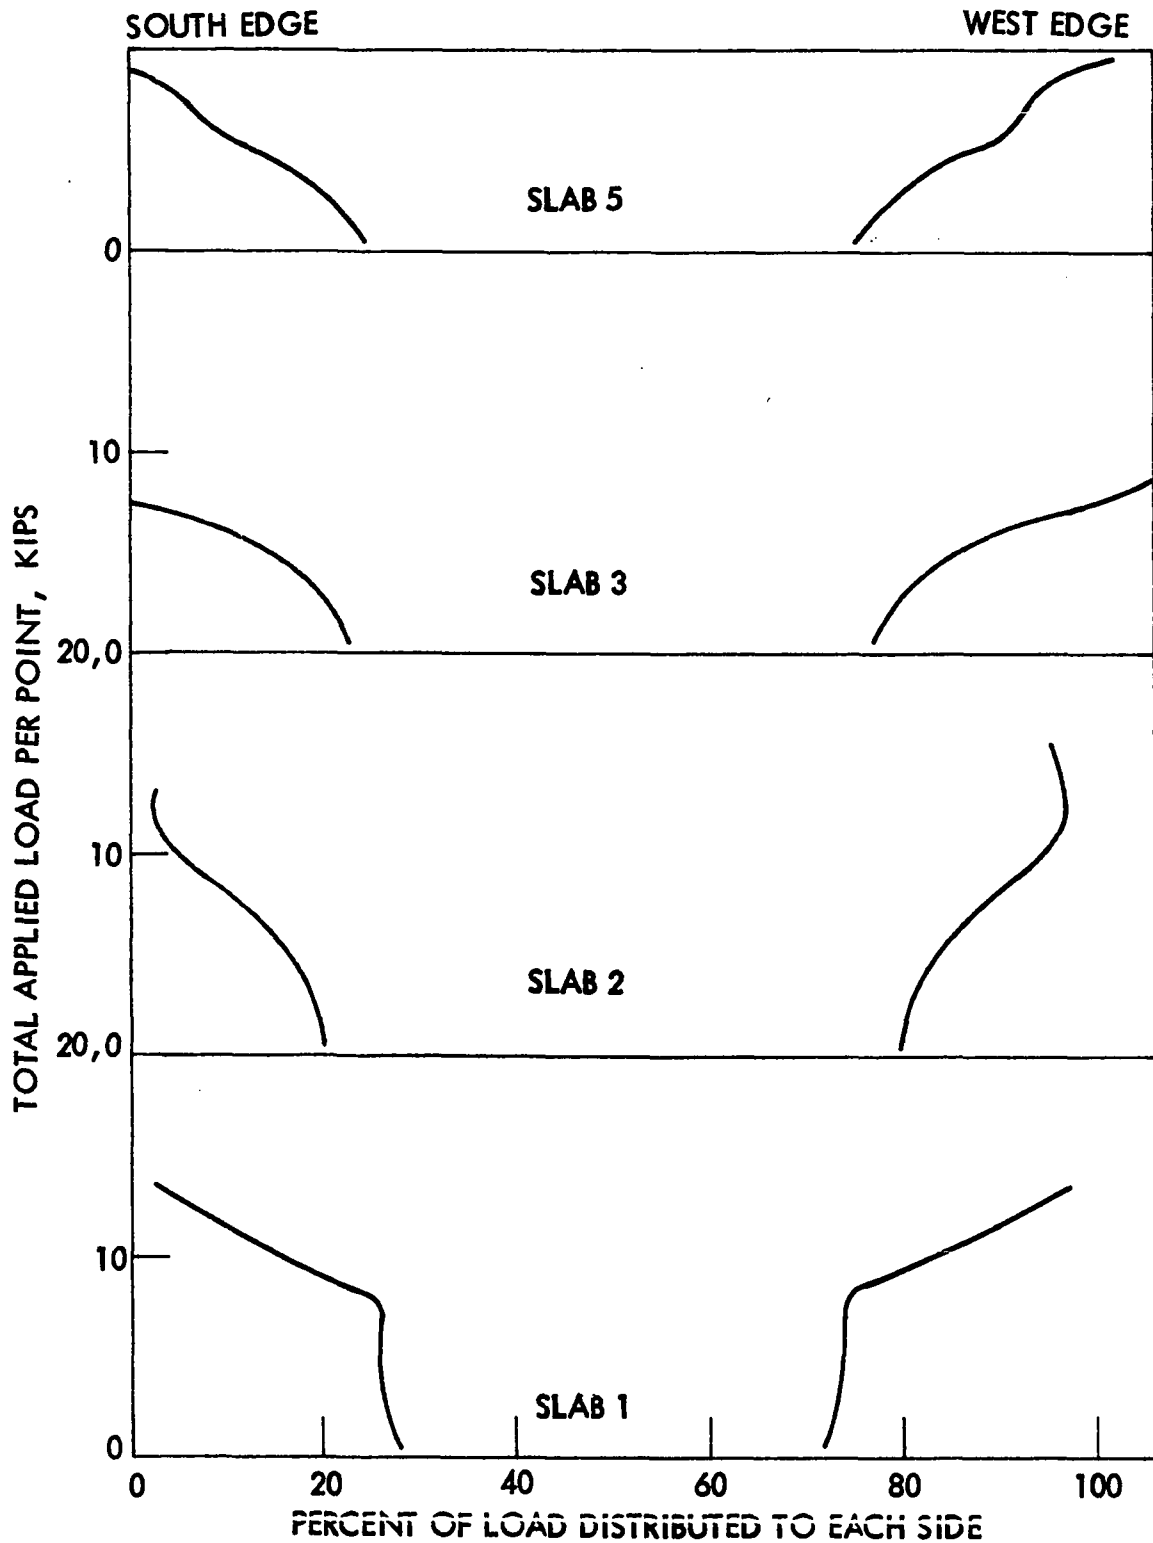 SOUTH EDGE
WEST EDGE
SLAB 5
0
10
SLAB 3
20,0
10
SLAB 2
20,0
10
SLAB 1
0
0
20
40
60
80
100
PERCENT OF LOAD DISTRIBUTED TO EACH SIDE
TOTAL APPLIED LOAD PER POINT, KIPS